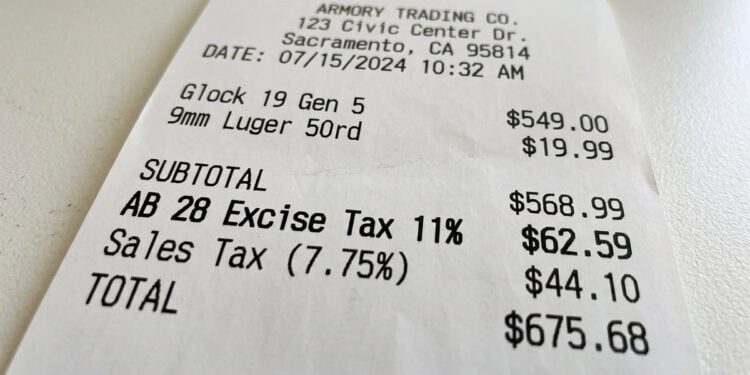 ARMORY TRADING CO.
123 Civic Center Dr.
Sacramento, CA 95814
DATE: 07/15/2024 10:32 AM
Glock 19 Gen 5 $549.00
9mm Luger 50rd $19.99
SUBTOTAL $568.99
AB 28 Excise Tax 11% $62.59
Sales Tax (7.75%) $44.10
TOTAL $675.68